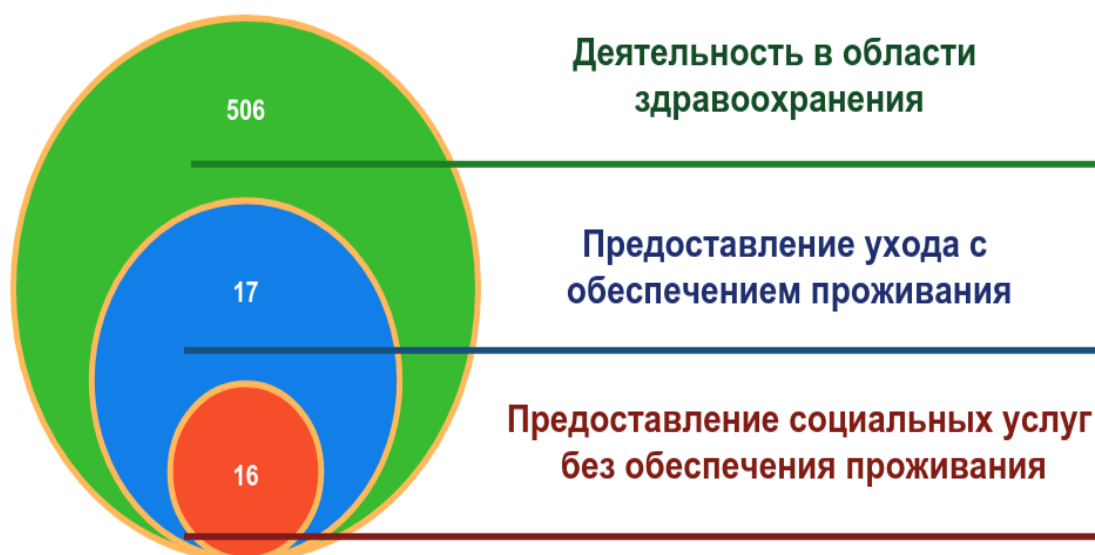 Деятельность в области
здравоохранения
506
Предоставление ухода с
обеспечением проживания
17
Предоставление социальных услуг
без обеспечения проживания
16